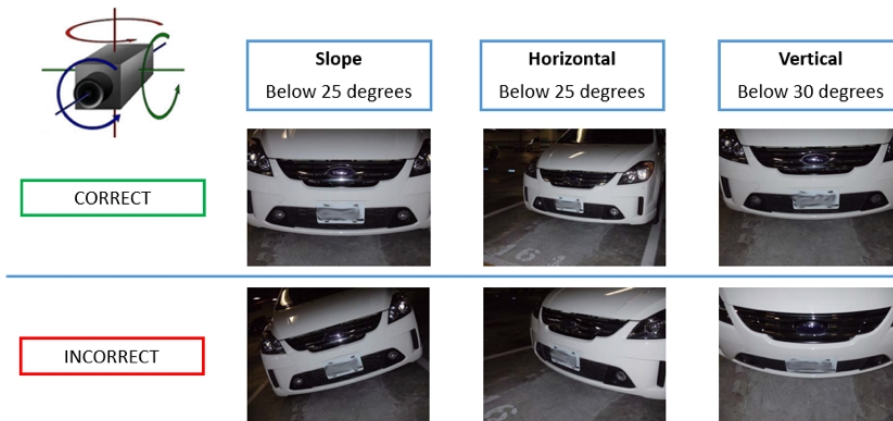 Slope
Below 25 degrees
Horizontal
Below 25 degrees
Vertical
Below 30 degrees
CORRECT
INCORRECT